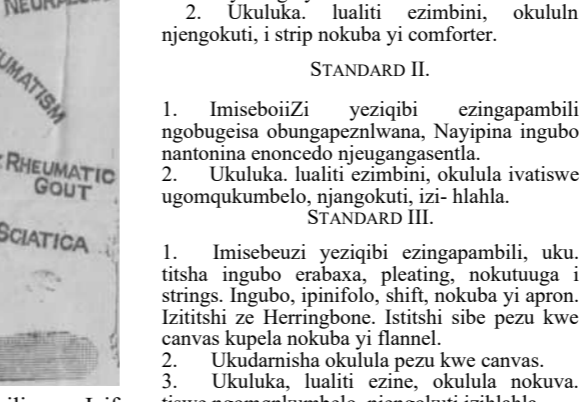 RHEUMATIC
GOUT
SCIATICA
2. Ukuluka. lualiti ezimbini, okululn
njengokuti, i strip nokuba yi comforter.
STANDARD II.
1. ImiseboiiZi yeziqibi ezingapambili
ngobugeisa obungapeznlwana, Nayipina ingubo
nantonina enoncedo njeugangasentla.
2. Ukuluka. lualiti ezimbini, okulula ivatiswe
ugomqukumbelo, njangokuti, izi- hlahla.
STANDARD III.
1. Imisebeuzi yeziqibi ezingapambili, uku.
titsha ingubo erabaxa, pleating, nokutuuga i
strings. Ingubo, ipinifolo, shift, nokuba yi apron.
Izititshi ze Herringbone. Istitshi sibe pezu kwe
canvas kupela nokuba yi flannel.
2. Ukudarnisha okulula pezu kwe canvas.
3. Ukuluka, lualiti ezine, okulula nokuva.